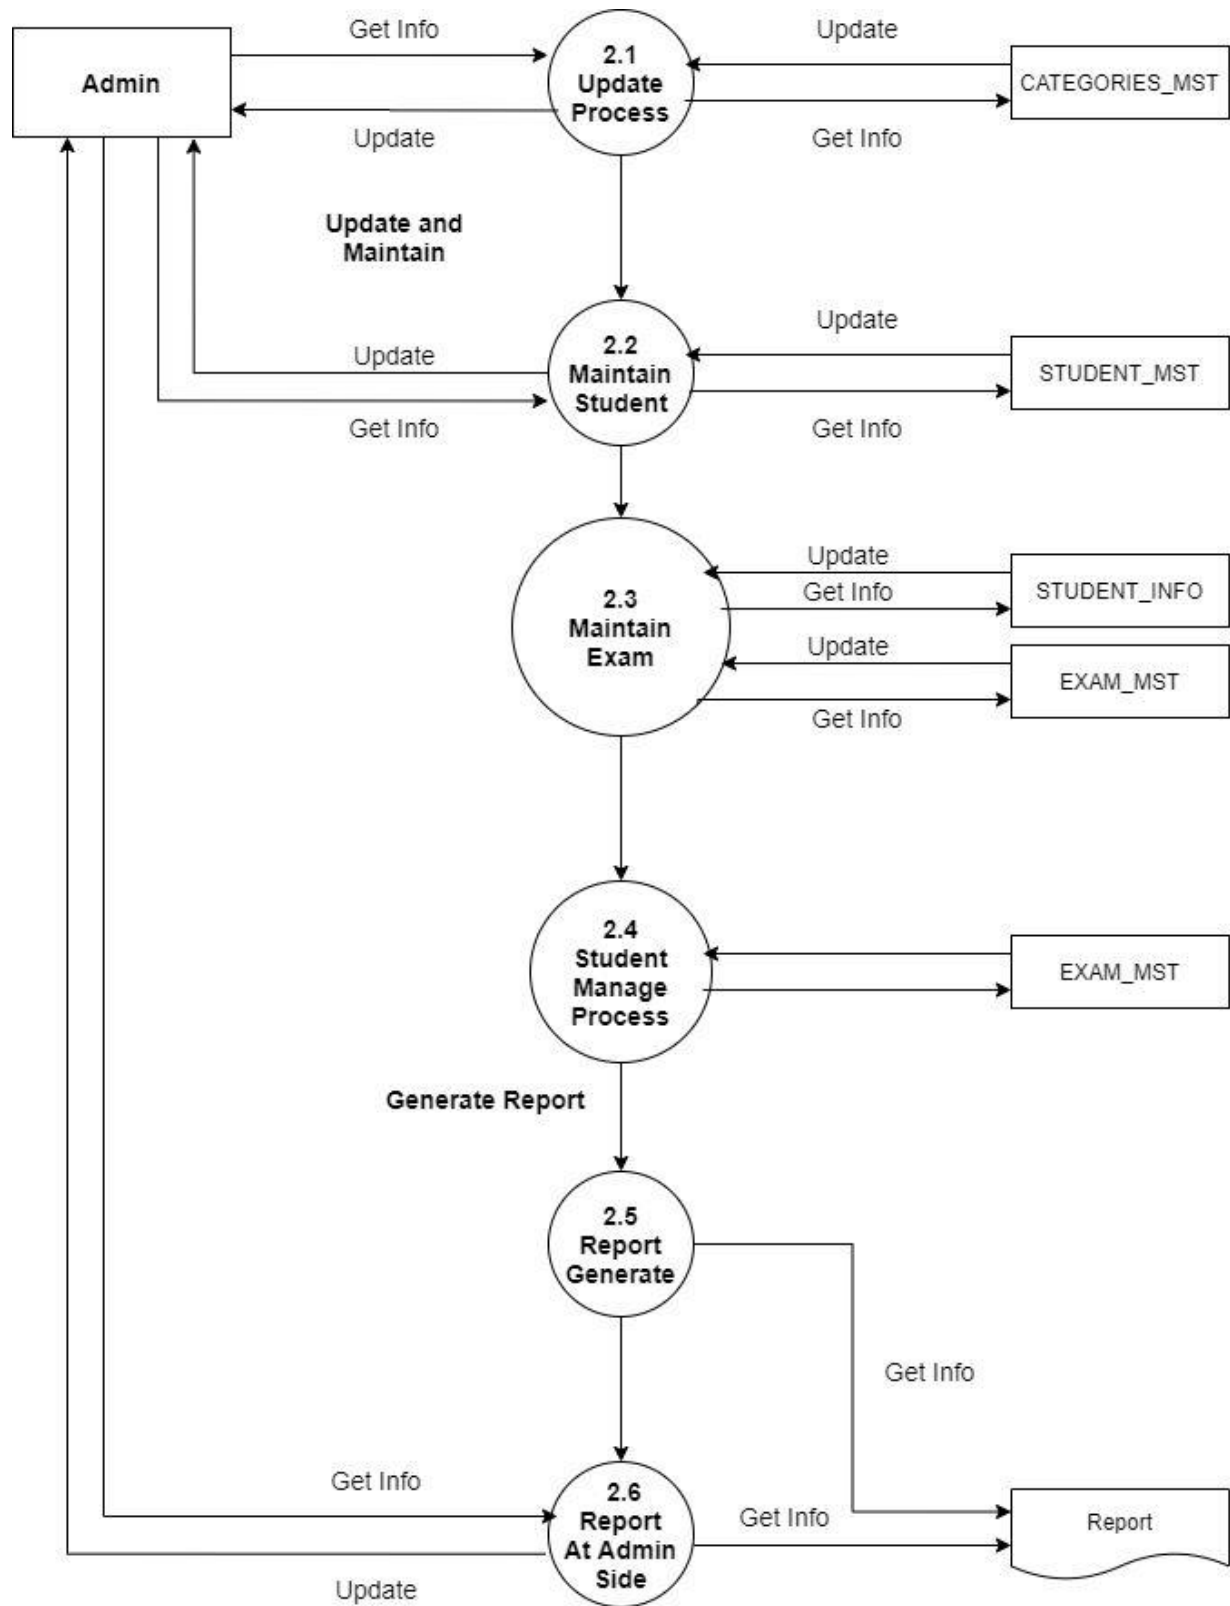 Get Info
Update
2.1
Update
Process
Admin
CATEGORIES_MST
Update
Get Info
Update and
Maintain
Update
2.2
Maintain
Student
Update
STUDENT_MST
Get Info
Get Info
Update
2.3
Maintain
Exam
Get Info
STUDENT_INFO
Update
EXAM_MST
Get Info
2.4
Student
Manage
Process
EXAM_MST
Generate Report
2.5
Report
Generate
Get Info
Get Info
2.6
Report
At Admin
Side
Get Info
Report
Update